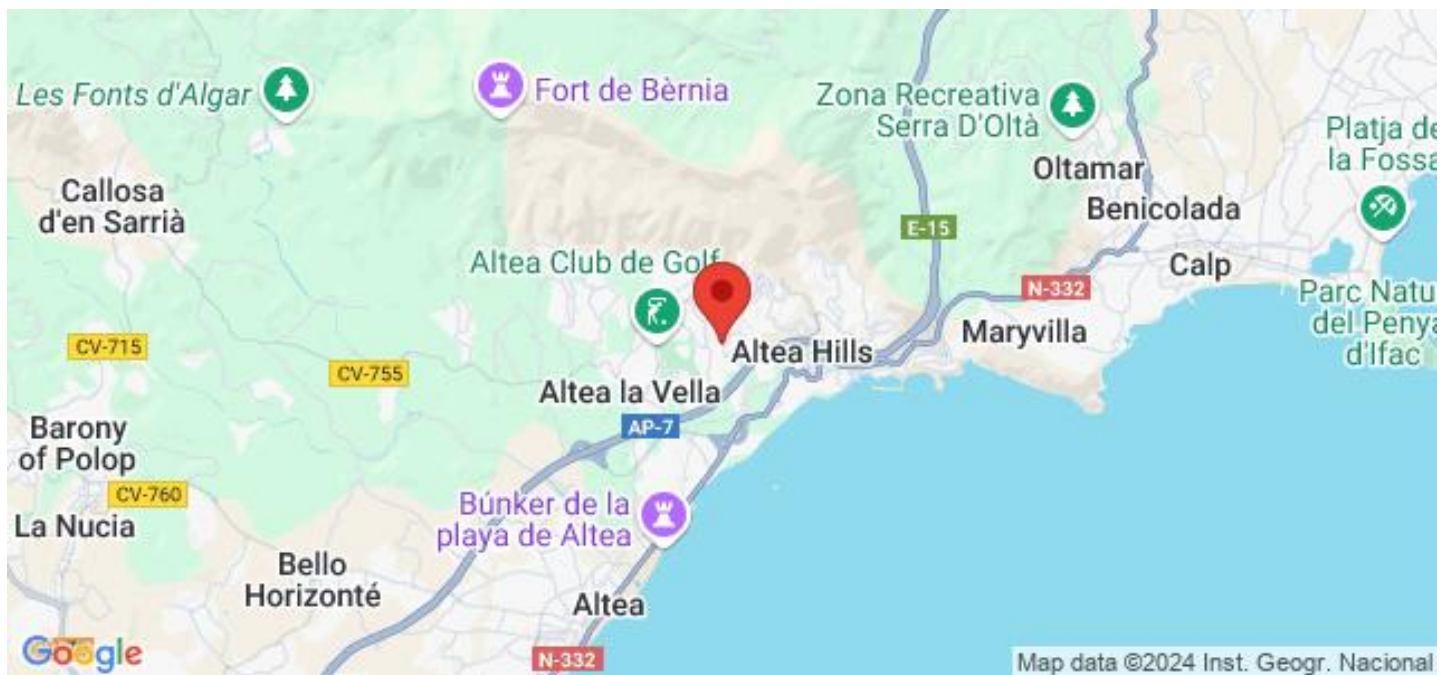 Les Fonts d'Algar
Fort de Bèrnia
Zona Recreativa
Serra D'Oltà
Platja de
la Fossa
Oltamar
Callosa
d'en Sarrià
Benicolada
E-15
Altea Club de Golf
Calp
N-332
Parc Natu
del Penya
d'Ifac
Maryvilla
CV-715
Altea Hills
CV-755
Altea la Vella
AP-7
Barony
of Polop
CV-760
La Nucia
Búnker de la
playa de Altea
Bello
Horizonté
Altea
Google
N-332
Map data ©2024 Inst. Geogr. Nacional